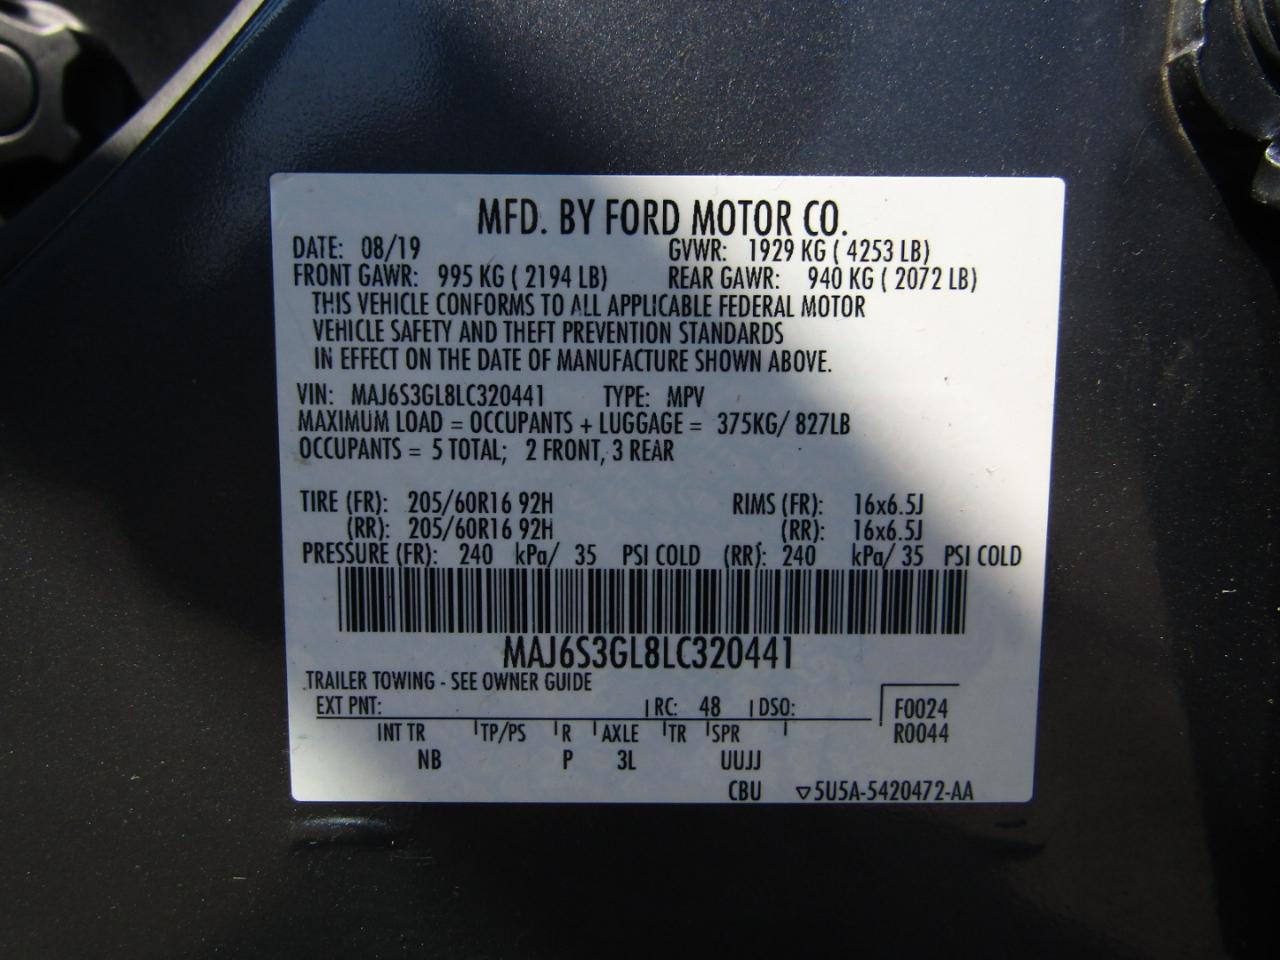 MFD. BY FORD MOTOR CO.
DATE: 08/19 GVWR: 1929 KG ( 4253 LB)
FRONT GAWR: 995 KG ( 2194 LB) REAR GAWR: 940 KG ( 2072 LB)
THIS VEHICLE CONFORMS TO ALL APPLICABLE FEDERAL MOTOR
VEHICLE SAFETY AND THEFT PREVENTION STANDARDS
IN EFFECT ON THE DATE OF MANUFACTURE SHOWN ABOVE.
VIN: MAJ6S3GL8LC320441 TYPE: MPV
MAXIMUM LOAD = OCCUPANTS + LUGGAGE = 375KG/ 827LB
OCCUPANTS = 5 TOTAL; 2 FRONT, 3 REAR
TIRE (FR): 205/60R16 92H RIMS (FR): 16x6.5J
(RR): 205/60R16 92H (RR): 16x6.5J
PRESSURE (FR): 240 kPa/ 35 PSI COLD (RR): 240 kPa/ 35 PSI COLD
MAJ6S3GL8LC320441
TRAILER TOWING - SEE OWNER GUIDE
EXT PNT: RC: 48 DSO: F0024
INT TR TP/PS R AXLE TR SPR R0044
NB P 3L UUJJ
CBU ▽5U5A-5420472-AA